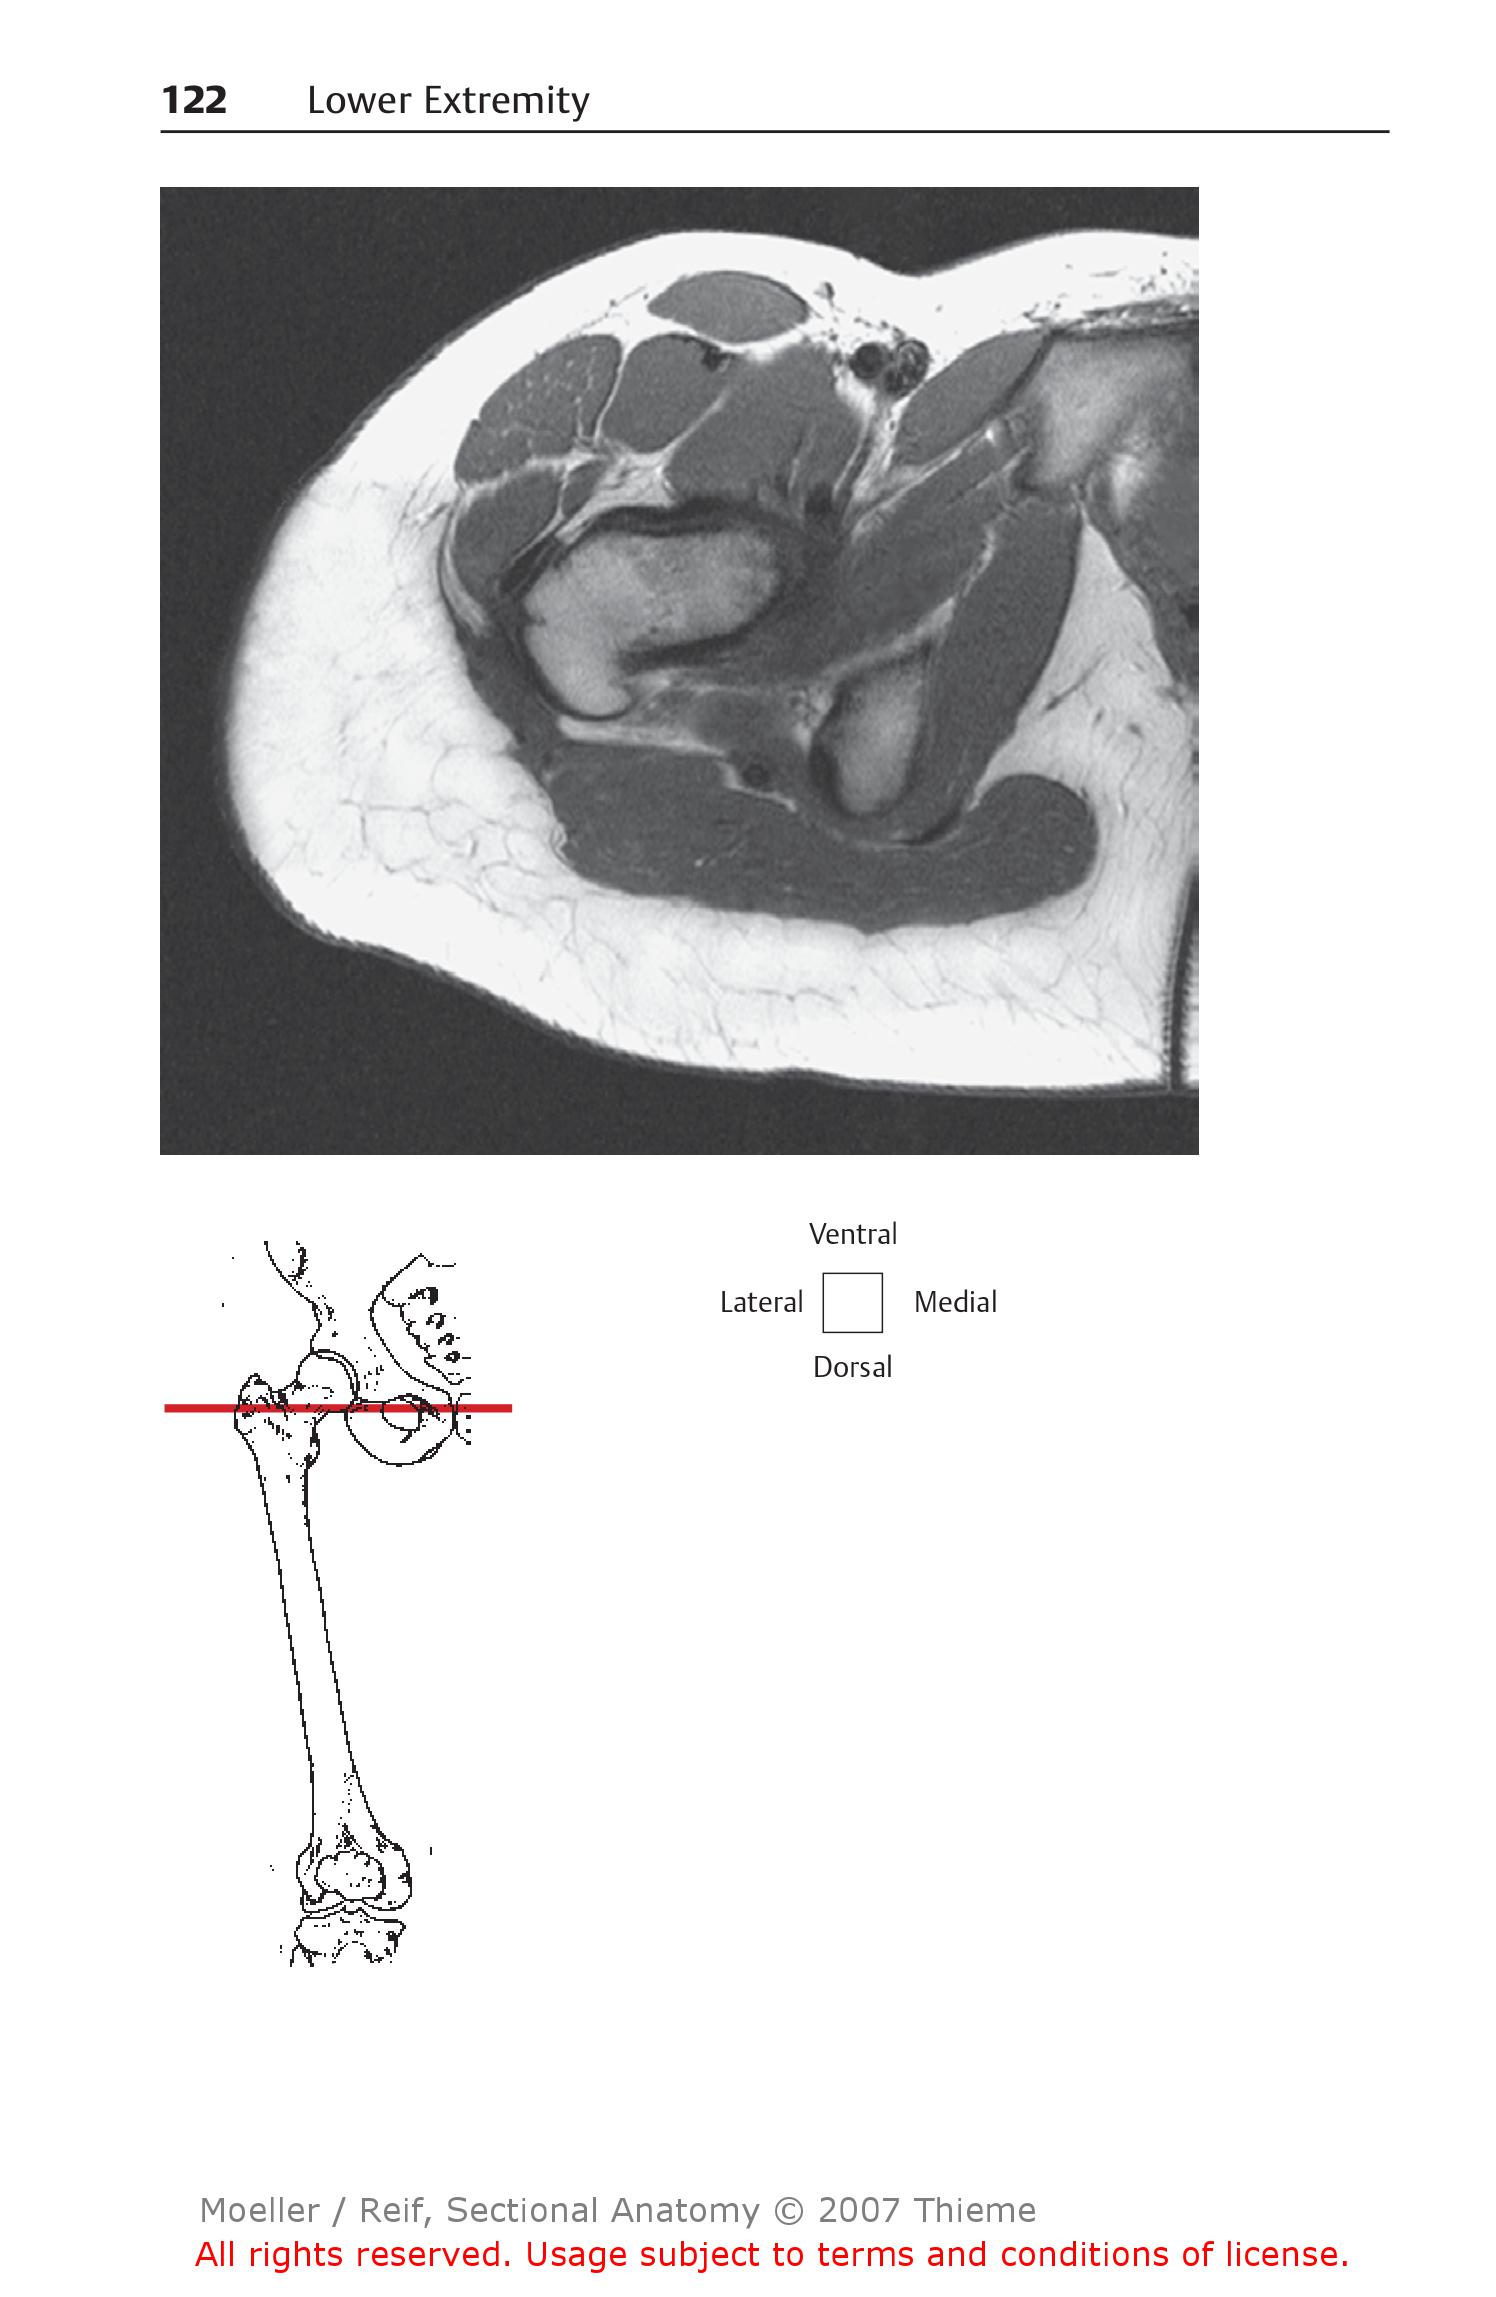 122 Lower Extremity
Ventral
Lateral Medial
Dorsal
Moeller / Reif, Sectional Anatomy © 2007 Thieme
All rights reserved. Usage subject to terms and conditions of license.